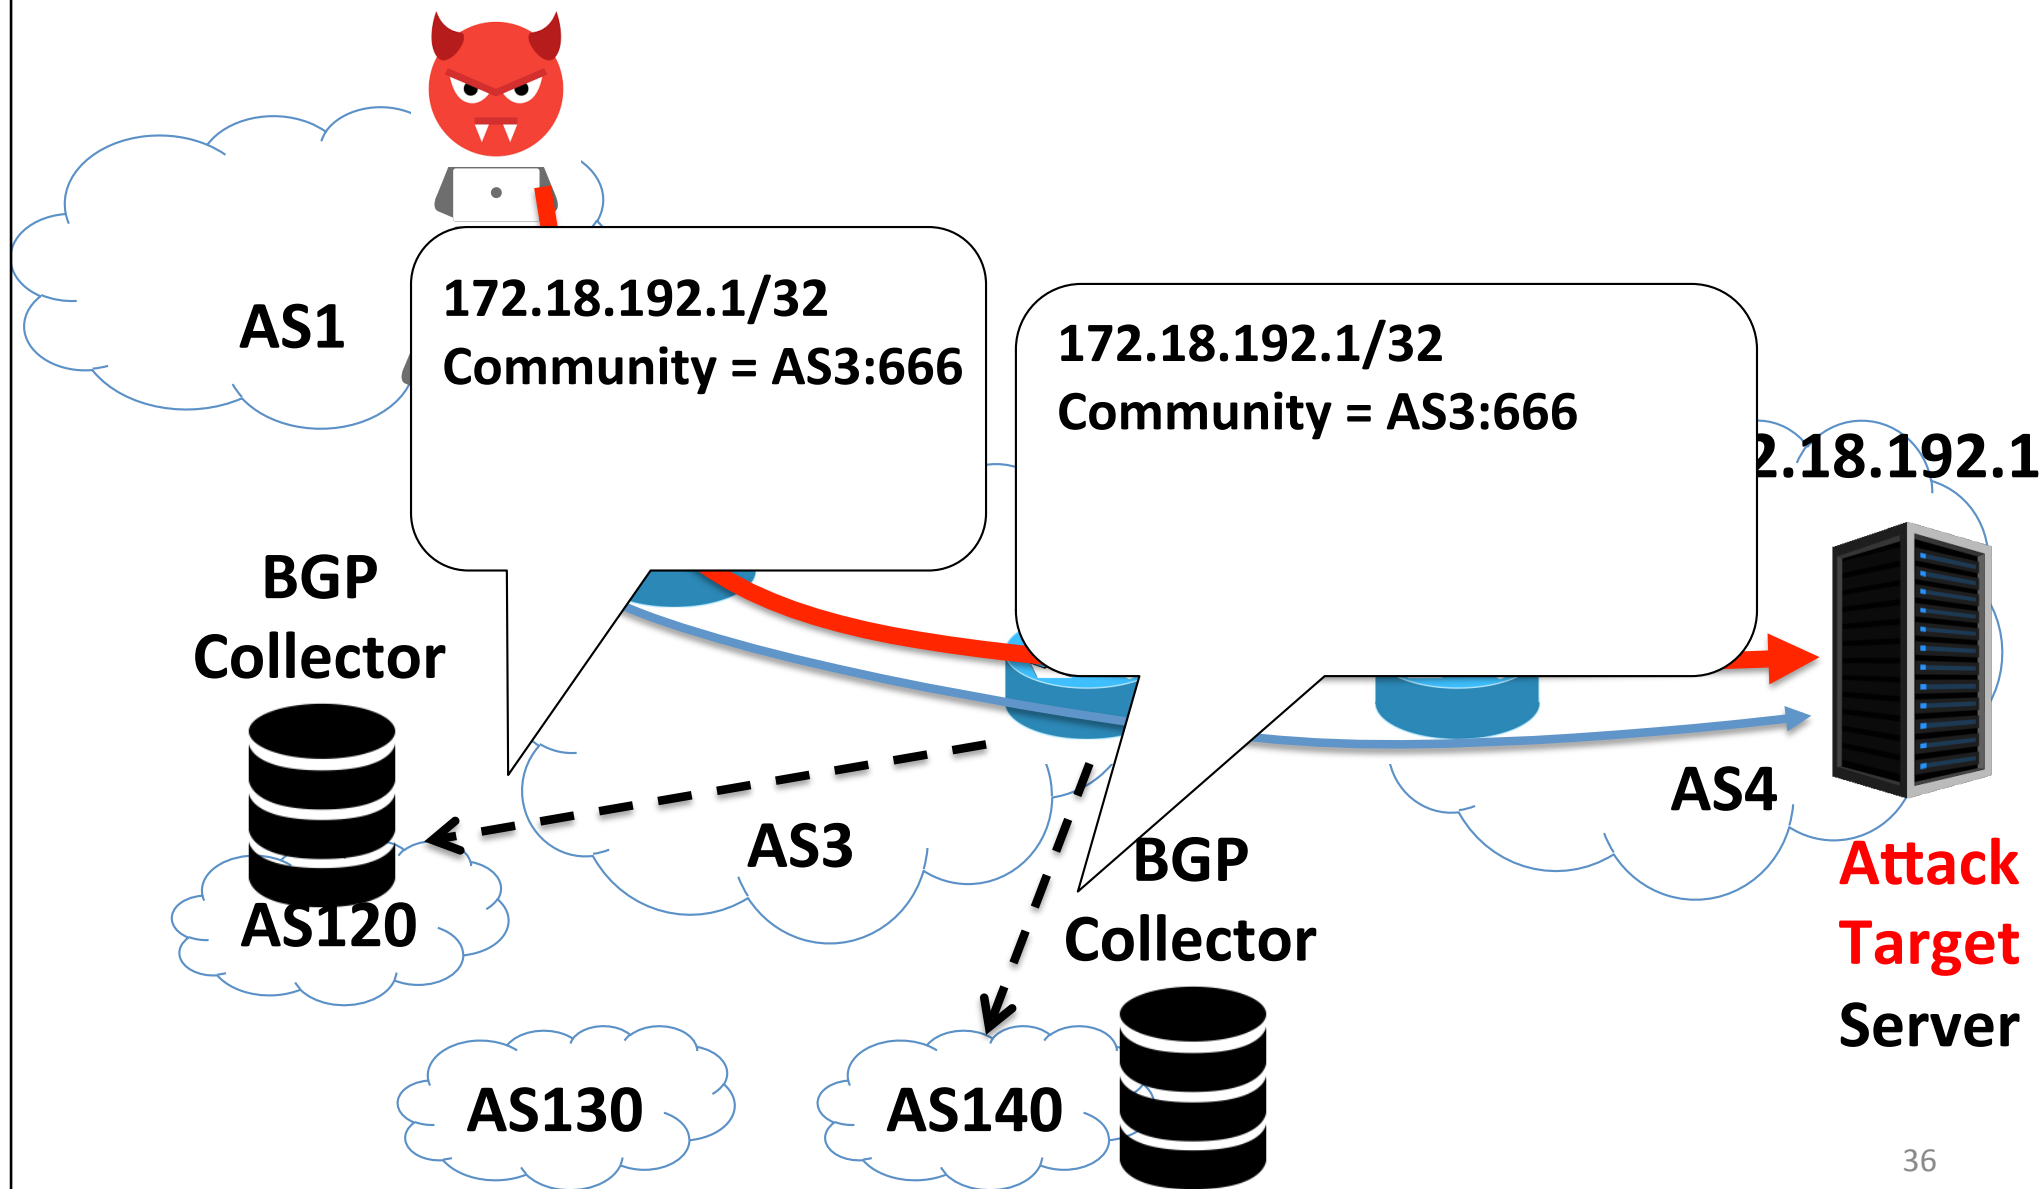 AS1
172.18.192.1/32
Community = AS3:666
172.18.192.1/32
Community = AS3:666
2.18.192.1
BGP
Collector
AS3
AS4
BGP
Collector
Attack
Target
Server
AS120
AS130
AS140
36